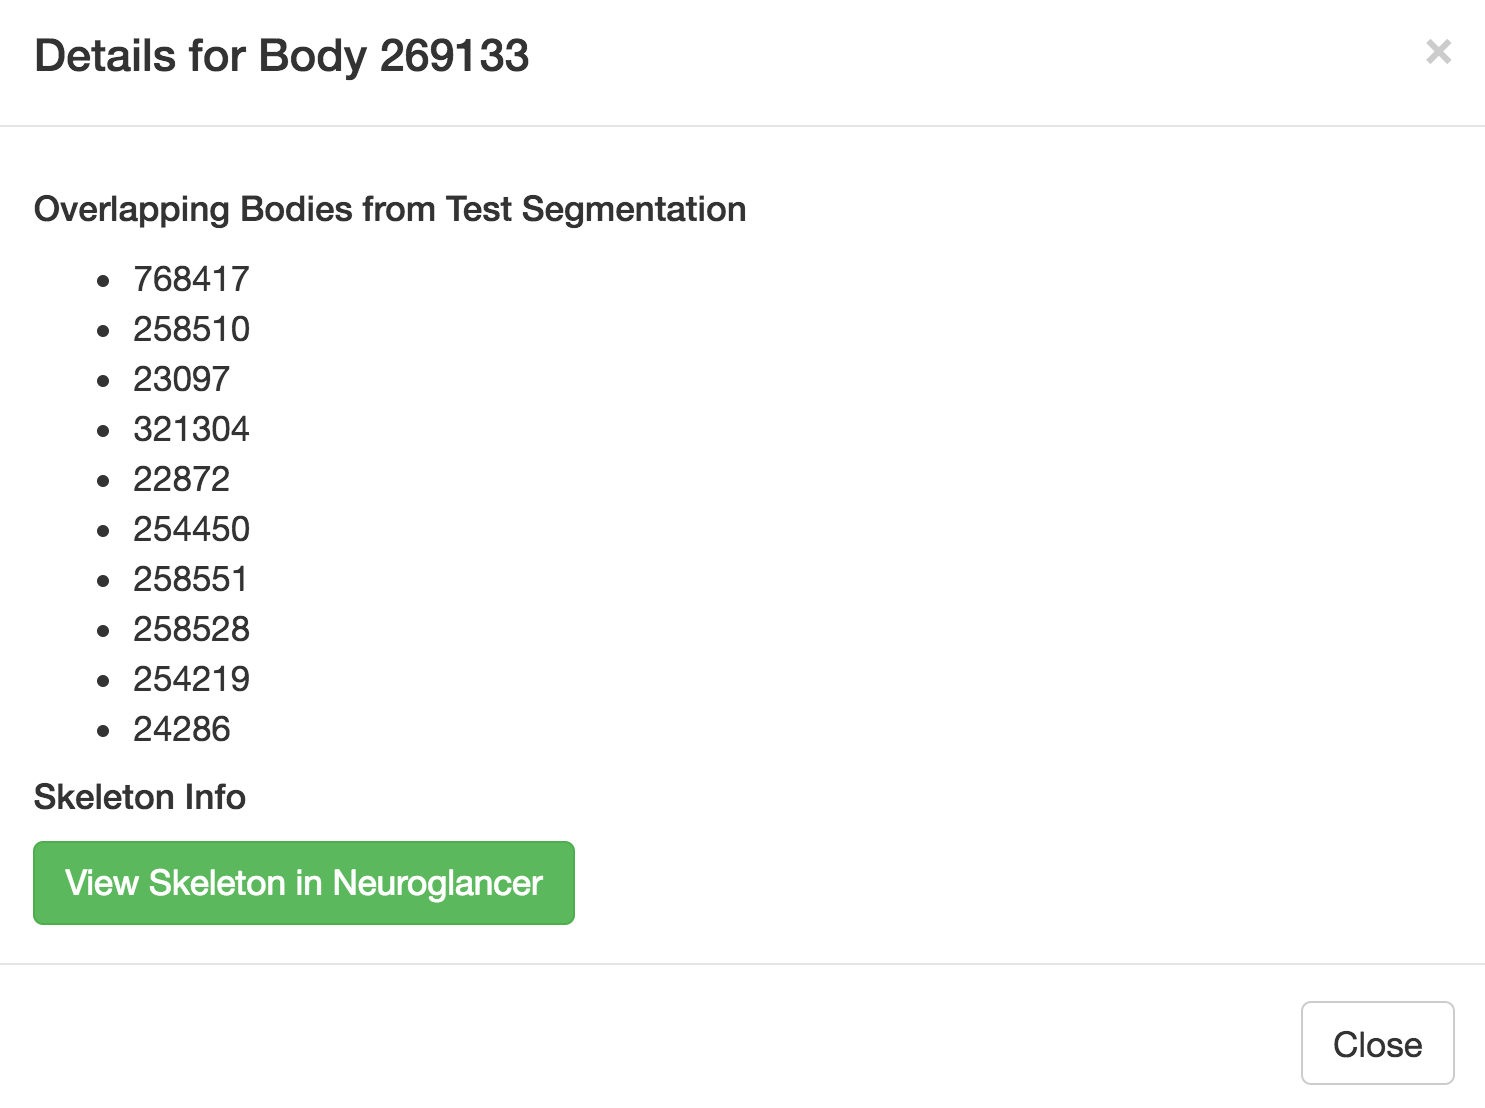 Details for Body 269133
×
Overlapping Bodies from Test Segmentation
• 768417
• 258510
• 23097
• 321304
• 22872
• 254450
• 258551
• 258528
• 254219
• 24286
Skeleton Info
View Skeleton in Neuroglancer
Close